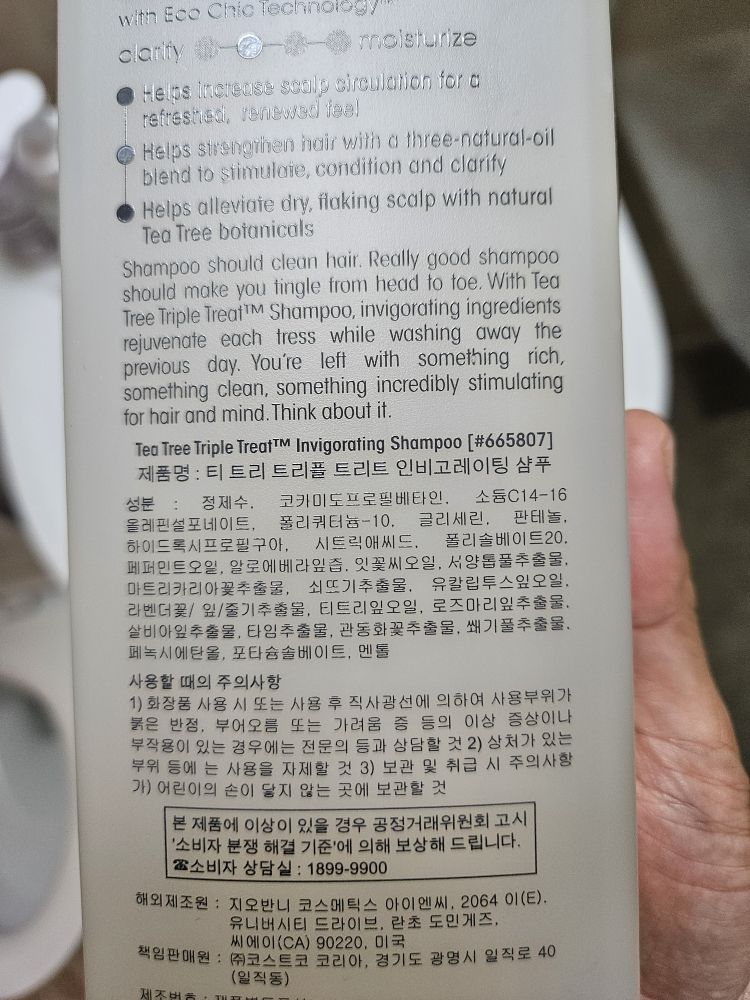 with Eco Chic Technology™
clarify moisturize
Helps increase scalp circulation for a
refreshed, renewed feel
Helps strengthen hair with a three-natural-oil
blend to stimulate, condition and clarify
Helps alleviate dry, flaking scalp with natural
Tea Tree botanicals
Shampoo should clean hair. Really good shampoo
should make you tingle from head to toe. With Tea
Tree Triple Treat™ Shampoo, invigorating ingredients
rejuvenate each tress while washing away the
previous day. You're left with something rich,
something clean, something incredibly stimulating
for hair and mind. Think about it.
Tea Tree Triple Treat™ Invigorating Shampoo [#665807]
제품명 : 티 트리 트리플 트리트 인비고레이팅 샴푸
성분 : 정제수, 코카미도프로필베타인, 소듐C14-16
올레핀설포네이트, 폴리쿼터늄-10, 글리세린, 판테놀,
하이드록시프로필구아, 시트릭애씨드, 폴리솔베이트20,
페퍼민트오일, 알로에베라잎즙, 잇꽃씨오일, 서양톱풀추출물,
마트리카리아꽃추출물, 쇠뜨기추출물, 유칼립투스잎오일,
라벤더꽃/ 잎/줄기추출물, 티트리잎오일, 로즈마리잎추출물,
살비아잎추출물, 타임추출물, 관동화꽃추출물, 쐐기풀추출물,
페녹시에탄올, 포타슘솔베이트, 멘톨
사용할 때의 주의사항
1) 화장품 사용 시 또는 사용 후 직사광선에 의하여 사용부위가
붉은 반점, 부어오름 또는 가려움 증 등의 이상 증상이나
부작용이 있는 경우에는 전문의 등과 상담할 것 2) 상처가 있는
부위 등에 는 사용을 자제할 것 3) 보관 및 취급 시 주의사항
가) 어린이의 손이 닿지 않는 곳에 보관할 것
본 제품에 이상이 있을 경우 공정거래위원회 고시
'소비자 분쟁 해결 기준'에 의해 보상해 드립니다.
☎소비자 상담실 : 1899-9900
해외제조원 : 지오반니 코스메틱스 아이엔씨, 2064 이(E).
유니버시티 드라이브, 란초 도민게즈,
씨에이(CA) 90220, 미국
책임판매원 : ㈜코스트코 코리아, 경기도 광명시 일직로 40
(일직동)
제조번호 :